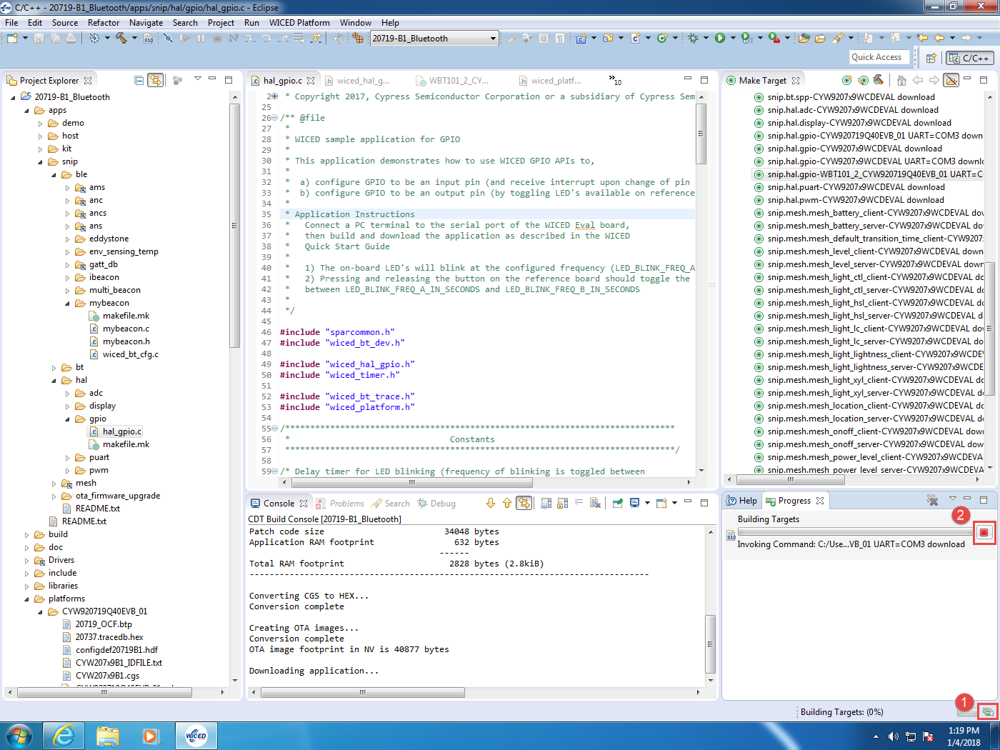 C/C++ - 20719-B1_Bluetooth/apps/snip/hal/gpio/hal_gpio.c - Eclipse
File Edit Source Refactor Navigate Search Project Run WICED Platform Window Help
20719-B1_Bluetooth
Quick Access
C/C++
Project Explorer
20719-B1_Bluetooth
apps
demo
host
kit
snip
ble
ams
anc
ancs
ans
eddystone
env_sensing_temp
gatt_db
ibeacon
multi_beacon
mybeacon
makefile.mk
mybeacon.c
mybeacon.h
wiced_bt_cfg.c
bt
hal
adc
display
gpio
hal_gpio.c
makefile.mk
puart
pwm
mesh
ota_firmware_upgrade
README.txt
README.txt
build
doc
Drivers
include
libraries
platforms
CYW920719Q40EVB_01
20719_OCF.btp
20737.tracedb.hex
configdef20719B1.hdf
CYW207x9B1_IDFILE.txt
CYW207x9B1.cgs
hal_gpio.c wiced_hal_g... WBT101_2_CY... wiced_platf... »10
2 * Copyright 2017, Cypress Semiconductor Corporation or a subsidiary of Cypress Sem
25
26 /** @file
27 *
28 * WICED sample application for GPIO
29 *
30 * This application demonstrates how to use WICED GPIO APIs to,
31 *
32 * a) configure GPIO to be an input pin (and receive interrupt upon change of pin
33 * b) configure GPIO to be an output pin (by toggling LED's available on reference
34 *
35 * Application Instructions
36 * Connect a PC terminal to the serial port of the WICED Eval board,
37 * then build and download the application as described in the WICED
38 * Quick Start Guide
39 *
40 * 1) The on-board LED's will blink at the configured frequency (LED_BLINK_FREQ_A
41 * 2) Pressing and releasing the button on the reference board should toggle the
42 * between LED_BLINK_FREQ_A_IN_SECONDS and LED_BLINK_FREQ_B_IN_SECONDS
43 *
44 */
45
46 #include "sparcommon.h"
47 #include "wiced_bt_dev.h"
48
49 #include "wiced_hal_gpio.h"
50 #include "wiced_timer.h"
51
52 #include "wiced_bt_trace.h"
53 #include "wiced_platform.h"
54
55 /******************************************************************************
56 * Constants
57 ******************************************************************************/
58
59 /* Delay timer for LED blinking (frequency of blinking is toggled between
Console Problems Search Debug
CDT Build Console [20719-B1_Bluetooth]
Patch code size 34048 bytes
Application RAM footprint 632 bytes
------
Total RAM footprint 2828 bytes (2.8kiB)
--------------------------------------------------------------------------------
Converting CGS to HEX...
Conversion complete
Creating OTA images...
Conversion complete
OTA image footprint in NV is 40877 bytes
Downloading application...
Make Target
snip.bt.spp-CYW9207x9WCDEVAL download
snip.hal.adc-CYW9207x9WCDEVAL download
snip.hal.display-CYW9207x9WCDEVAL download
snip.hal.gpio-CYW920719Q40EVB_01 UART=COM3 down
snip.hal.gpio-CYW9207x9WCDEVAL download
snip.hal.gpio-CYW9207x9WCDEVAL UART=COM3 downl
snip.hal.gpio-WBT101_2_CYW920719Q40EVB_01 UART=C
snip.hal.puart-CYW9207x9WCDEVAL download
snip.hal.pwm-CYW9207x9WCDEVAL download
snip.mesh.mesh_battery_client-CYW9207x9WCDEVAL do
snip.mesh.mesh_battery_server-CYW9207x9WCDEVAL do
snip.mesh.mesh_default_transition_time_client-CYW9207
snip.mesh.mesh_level_client-CYW9207x9WCDEVAL down
snip.mesh.mesh_level_server-CYW9207x9WCDEVAL down
snip.mesh.mesh_light_ctl_client-CYW9207x9WCDEVAL d
snip.mesh.mesh_light_ctl_server-CYW9207x9WCDEVAL d
snip.mesh.mesh_light_hsl_client-CYW9207x9WCDEVAL d
snip.mesh.mesh_light_hsl_server-CYW9207x9WCDEVAL d
snip.mesh.mesh_light_lc_client-CYW9207x9WCDEVAL do
snip.mesh.mesh_light_lc_server-CYW9207x9WCDEVAL do
snip.mesh.mesh_light_lightness_client-CYW9207x9WCDE
snip.mesh.mesh_light_lightness_server-CYW9207x9WCDE
snip.mesh.mesh_light_xyl_client-CYW9207x9WCDEVAL d
snip.mesh.mesh_light_xyl_server-CYW9207x9WCDEVAL d
snip.mesh.mesh_location_client-CYW9207x9WCDEVAL do
snip.mesh.mesh_location_server-CYW9207x9WCDEVAL do
snip.mesh.mesh_onoff_client-CYW9207x9WCDEVAL dow
snip.mesh.mesh_onoff_server-CYW9207x9WCDEVAL dow
snip.mesh.mesh_power_level_client-CYW9207x9WCDEVA
snip.mesh.mesh_power_level_server-CYW9207x9WCDEVA
Help Progress
Building Targets
2
Invoking Command: C:/Use...VB_01 UART=COM3 download
1
Building Targets: (0%)
WICED
1:19 PM
1/4/2018